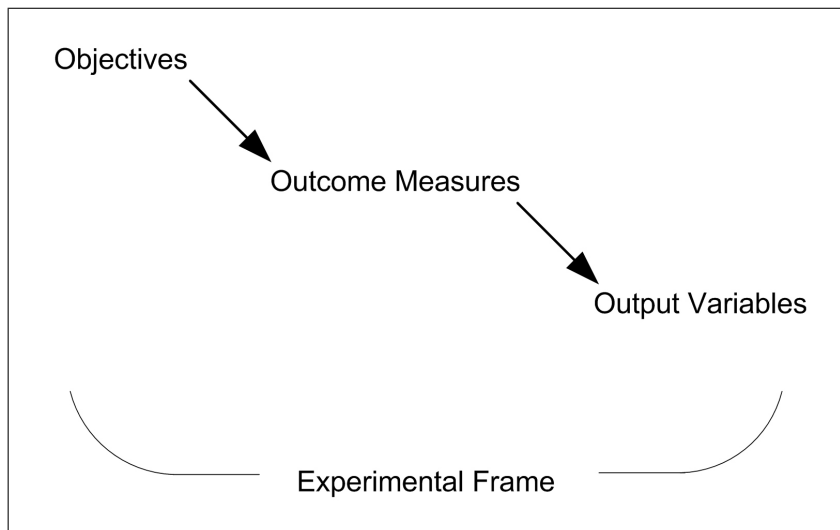 Objectives
Outcome Measures
Output Variables
Experimental Frame